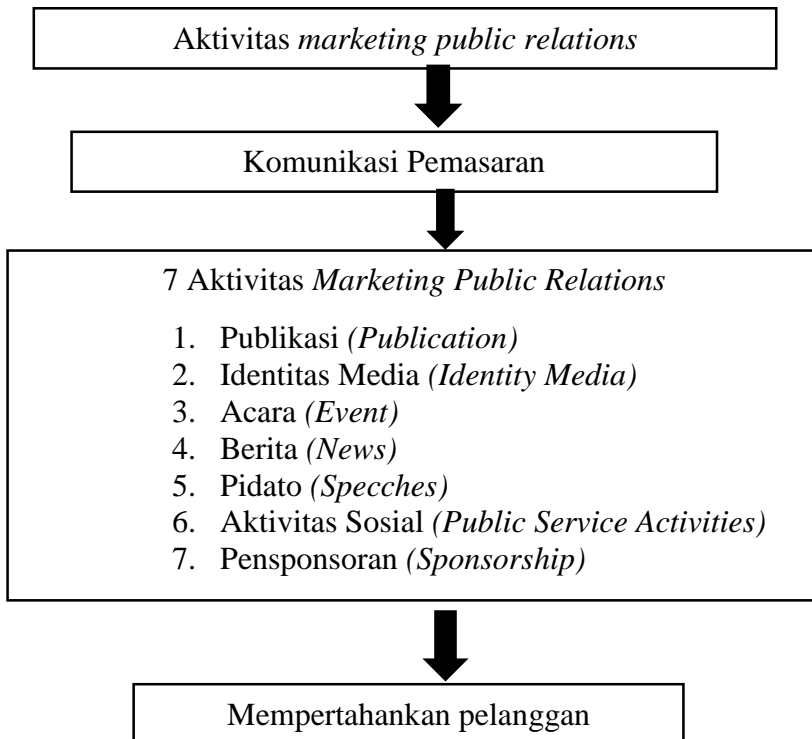 Aktivitas marketing public relations
Komunikasi Pemasaran
7 Aktivitas Marketing Public Relations
1. Publikasi (Publication)
2. Identitas Media (Identity Media)
3. Acara (Event)
4. Berita (News)
5. Pidato (Specches)
6. Aktivitas Sosial (Public Service Activities)
7. Pensponsoran (Sponsorship)
Mempertahankan pelanggan